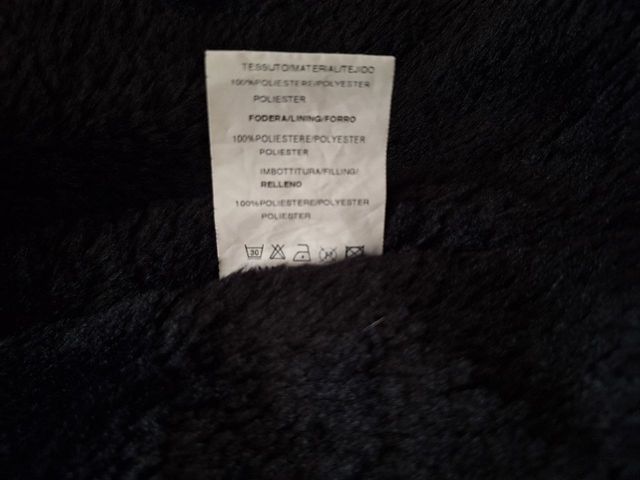 TESSUTO/MATERIAL/TEJIDO
100%POLIESTERE/POLYESTER
POLIESTER
FODERA/LINING/FORRO
100%POLIESTERE/POLYESTER
POLIESTER
IMBOTTITURA/FILLING/
RELLENO
100%POLIESTERE/POLYESTER
POLIESTER
30